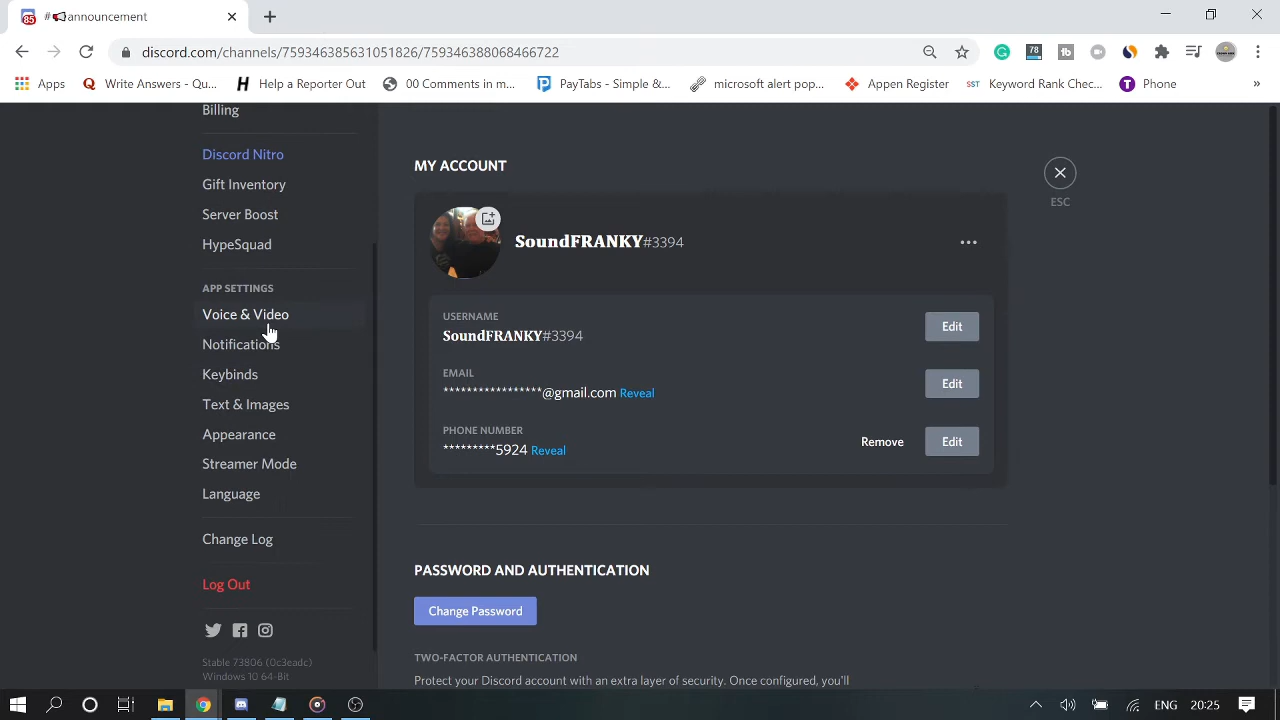 85
# 📢announcement
discord.com/channels/759346385631051826/759346388068466722
78
tb
Apps
Write Answers - Qu...
Help a Reporter Out
00 Comments in m...
PayTabs - Simple &...
microsoft alert pop...
Appen Register
SST Keyword Rank Chec...
Phone
»
Billing
Discord Nitro
Gift Inventory
Server Boost
HypeSquad
APP SETTINGS
Voice & Video
Notifications
Keybinds
Text & Images
Appearance
Streamer Mode
Language
Change Log
Log Out
Stable 73806 (0c3eadc)
Windows 10 64-Bit
MY ACCOUNT
ESC
SoundFRANKY#3394
USERNAME
SoundFRANKY#3394
Edit
EMAIL
*****************@gmail.com Reveal
Edit
PHONE NUMBER
*********5924 Reveal
Remove
Edit
PASSWORD AND AUTHENTICATION
Change Password
TWO-FACTOR AUTHENTICATION
Protect your Discord account with an extra layer of security. Once configured, you'll
ENG
20:25